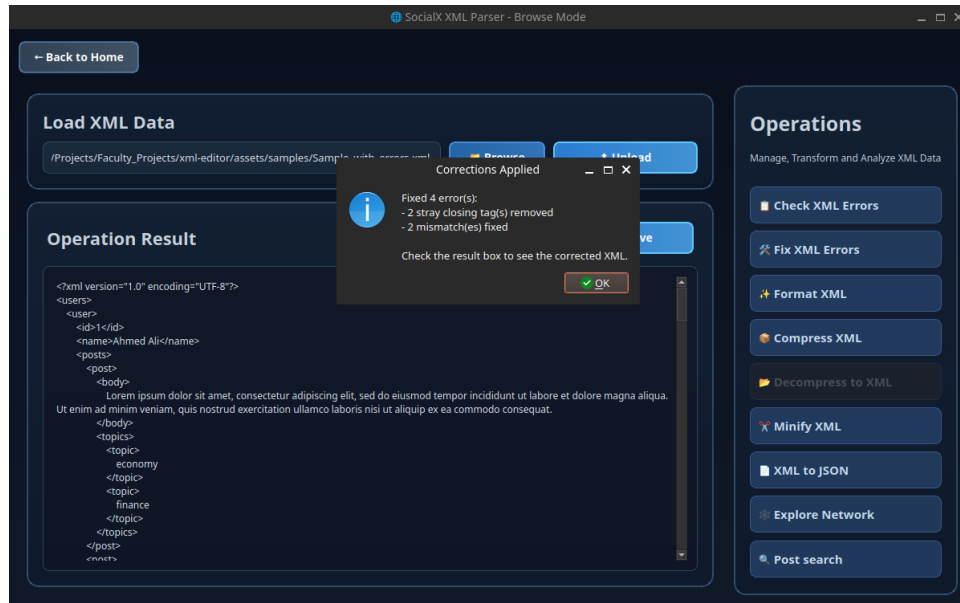 SocialX XML Parser - Browse Mode
← Back to Home
Load XML Data
/Projects/Faculty_Projects/xml-editor/assets/samples/Sample_with_errors.xml
Browse
Upload
Corrections Applied
Fixed 4 error(s):
- 2 stray closing tag(s) removed
- 2 mismatch(es) fixed
Check the result box to see the corrected XML.
OK
Operation Result
<?xml version="1.0" encoding="UTF-8"?>
<users>
<user>
<id>1</id>
<name>Ahmed Ali</name>
<posts>
<post>
<body>
Lorem ipsum dolor sit amet, consectetur adipiscing elit, sed do eiusmod tempor incididunt ut labore et dolore magna aliqua.
Ut enim ad minim veniam, quis nostrud exercitation ullamco laboris nisi ut aliquip ex ea commodo consequat.
</body>
<topics>
<topic>
economy
</topic>
<topic>
finance
</topic>
</topics>
</post>
<post>
Operations
Manage, Transform and Analyze XML Data
Check XML Errors
Fix XML Errors
Format XML
Compress XML
Decompress to XML
Minify XML
XML to JSON
Explore Network
Post search